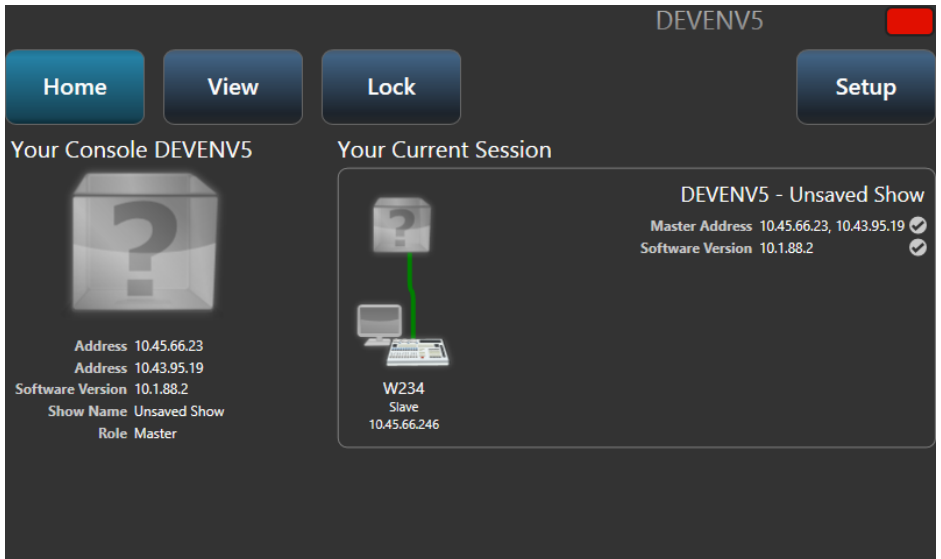 DEVENV5
Home
View
Lock
Setup
Your Console DEVENV5
?
Address 10.45.66.23
Address 10.43.95.19
Software Version 10.1.88.2
Show Name Unsaved Show
Role Master
Your Current Session
?
DEVENV5 - Unsaved Show
Master Address 10.45.66.23, 10.43.95.19
Software Version 10.1.88.2
W234
Slave
10.45.66.246